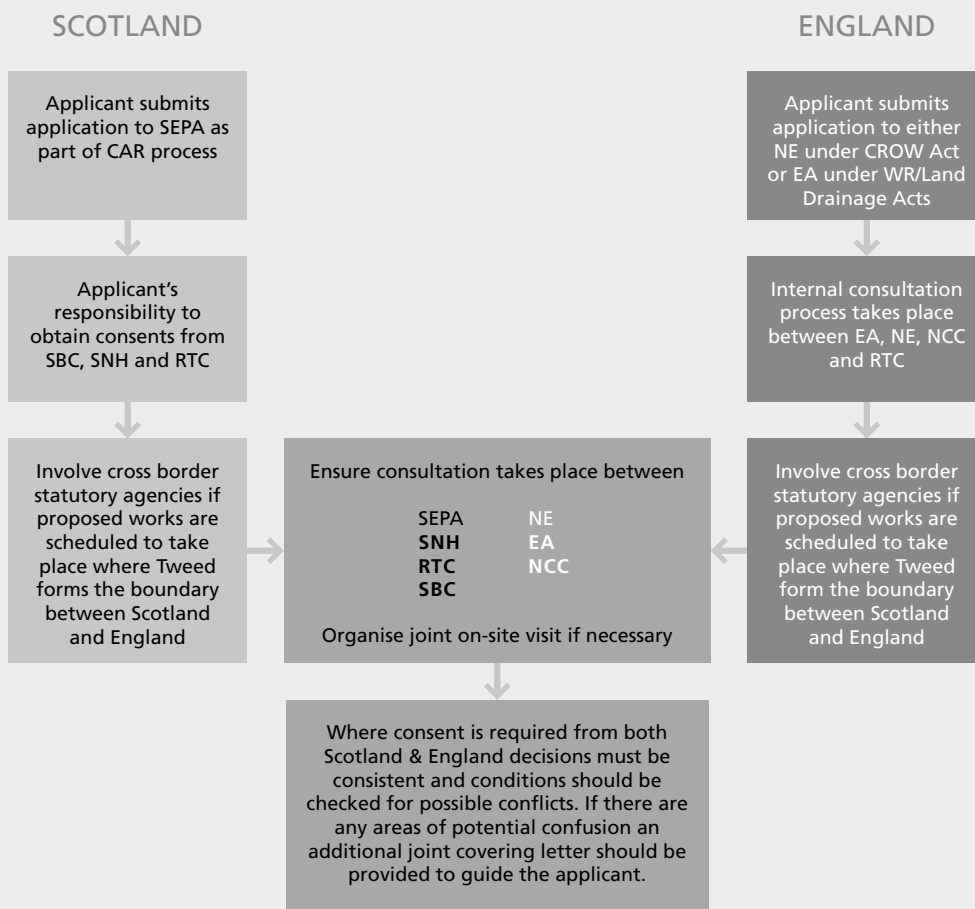 SCOTLAND
Applicant submits
application to SEPA as
part of CAR process
Applicant's
responsibility to
obtain consents from
SBC, SNH and RTC
Involve cross border
statutory agencies if
proposed works are
scheduled to take
place where Tweed
forms the boundary
between Scotland
and England
ENGLAND
Applicant submits
application to either
NE under CROW Act
or EA under WR/Land
Drainage Acts
Internal consultation
process takes place
between EA, NE, NCC
and RTC
Involve cross border
statutory agencies if
proposed works are
scheduled to take
place where Tweed
form the boundary
between Scotland
and England
Ensure consultation takes place between
SEPA NE
SNH EA
RTC NCC
SBC
Organise joint on-site visit if necessary
Where consent is required from both
Scotland & England decisions must be
consistent and conditions should be
checked for possible conflicts. If there are
any areas of potential confusion an
additional joint covering letter should be
provided to guide the applicant.